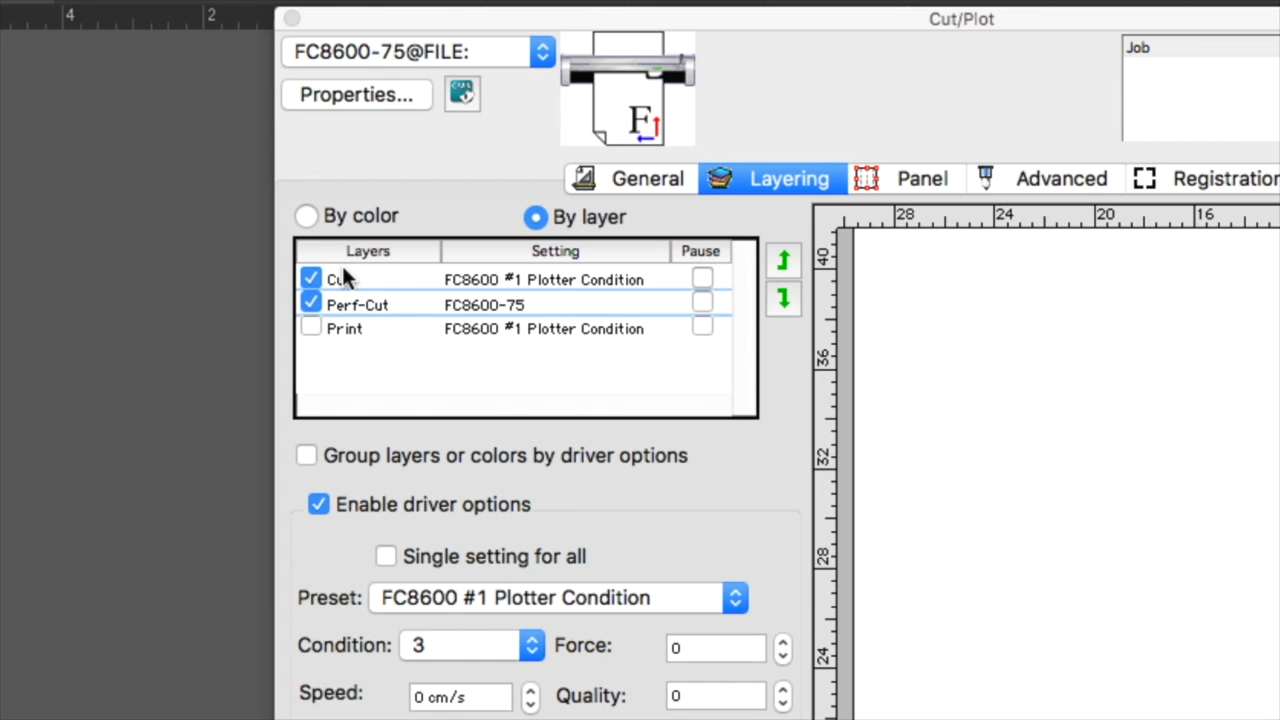 4 2
Cut/Plot
FC8600-75@FILE:
Job
Properties...
CMA
F
General Layering Panel Advanced Registration
By color By layer
28 24 20 16
Layers Setting Pause
FC8600 #1 Plotter Condition
Perf-Cut FC8600-75
Print FC8600 #1 Plotter Condition
40
36
32
28
24
Group layers or colors by driver options
Enable driver options
Single setting for all
Preset: FC8600 #1 Plotter Condition
Condition: 3 Force: 0
Speed: 0 cm/s Quality: 0